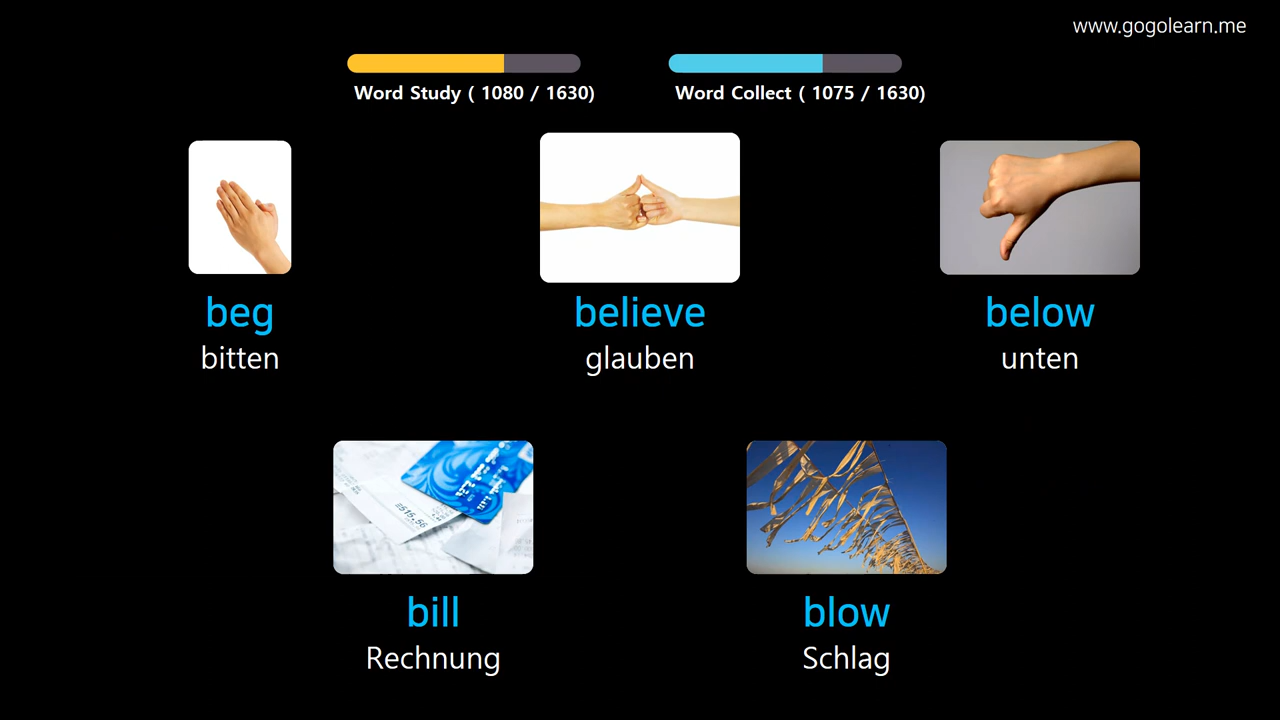 www.gogolearn.me
Word Study ( 1080 / 1630)
Word Collect ( 1075 / 1630)
beg
bitten
believe
glauben
below
unten
bill
Rechnung
blow
Schlag